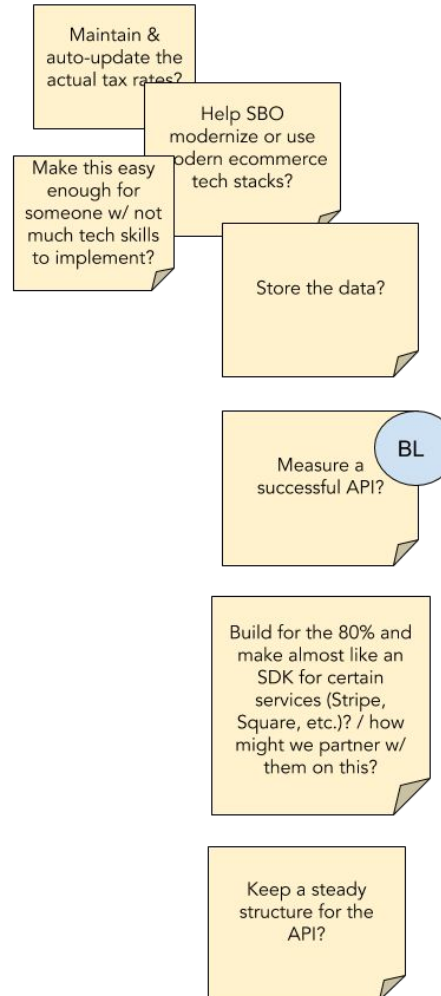 Maintain &
auto-update the
actual tax rates?
Help SBO
modernize or use
modern ecommerce
tech stacks?
Make this easy
enough for
someone w/ not
much tech skills
to implement?
Store the data?
BL
Measure a
successful API?
Build for the 80% and
make almost like an
SDK for certain
services (Stripe,
Square, etc.)? / how
might we partner w/
them on this?
Keep a steady
structure for the
API?